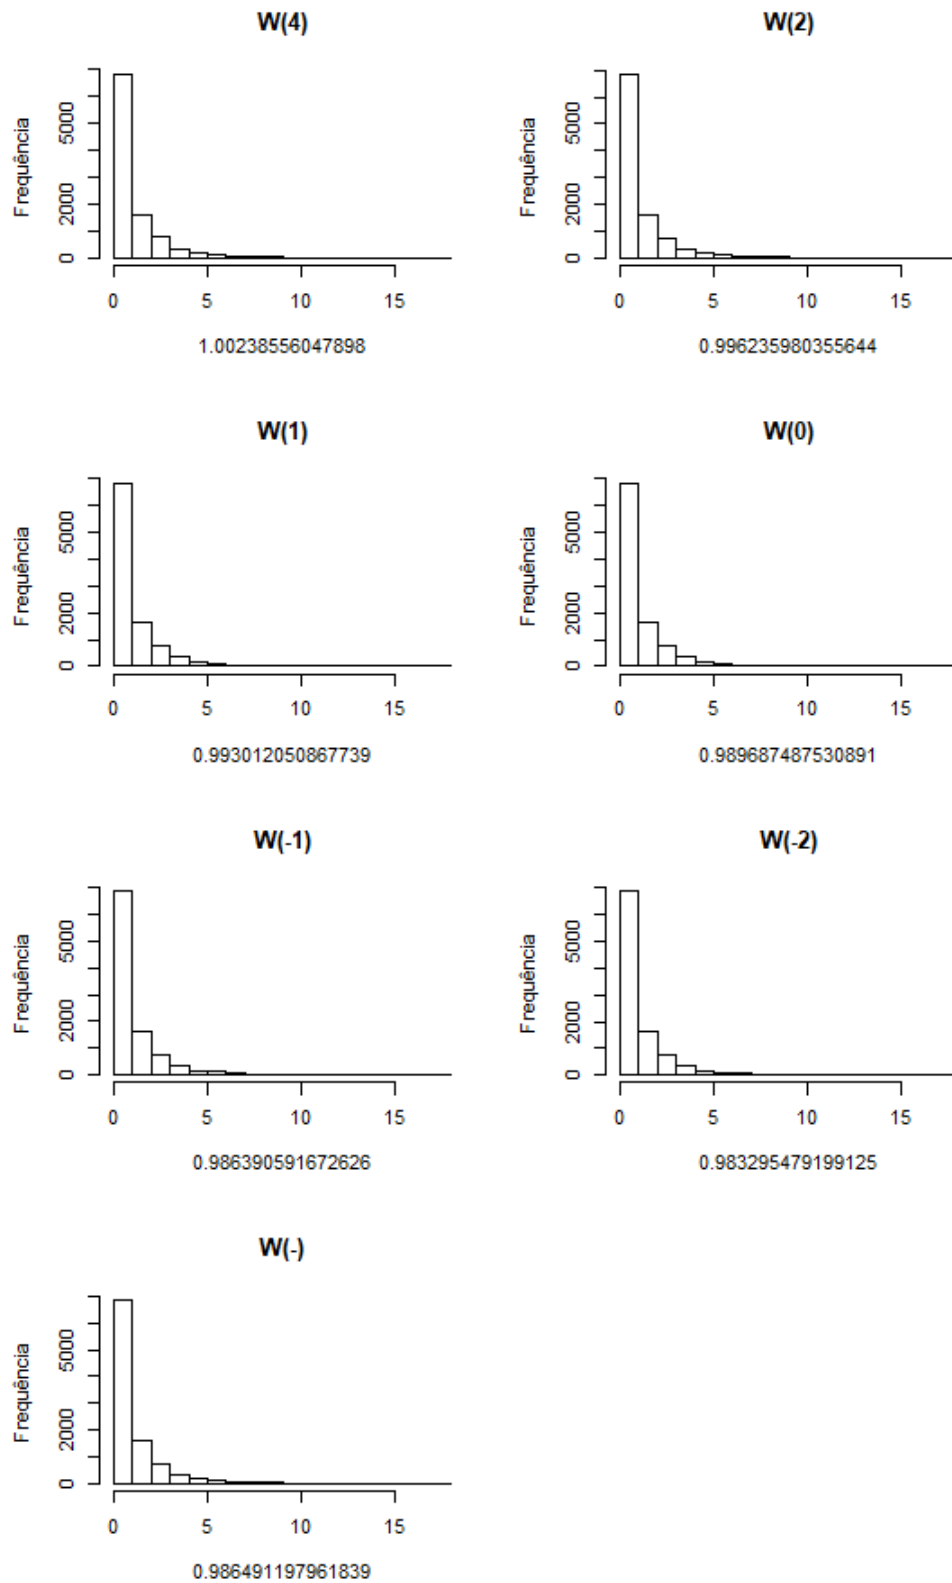 W(4)
Frequência
5000
2000
0
0 5 10 15
1.00238556047898
W(2)
Frequência
5000
2000
0
0 5 10 15
0.996235980355644
W(1)
Frequência
5000
2000
0
0 5 10 15
0.993012050867739
W(0)
Frequência
5000
2000
0
0 5 10 15
0.989687487530891
W(-1)
Frequência
5000
2000
0
0 5 10 15
0.986390591672626
W(-2)
Frequência
5000
2000
0
0 5 10 15
0.983295479199125
W(-)
Frequência
5000
2000
0
0 5 10 15
0.986491197961839